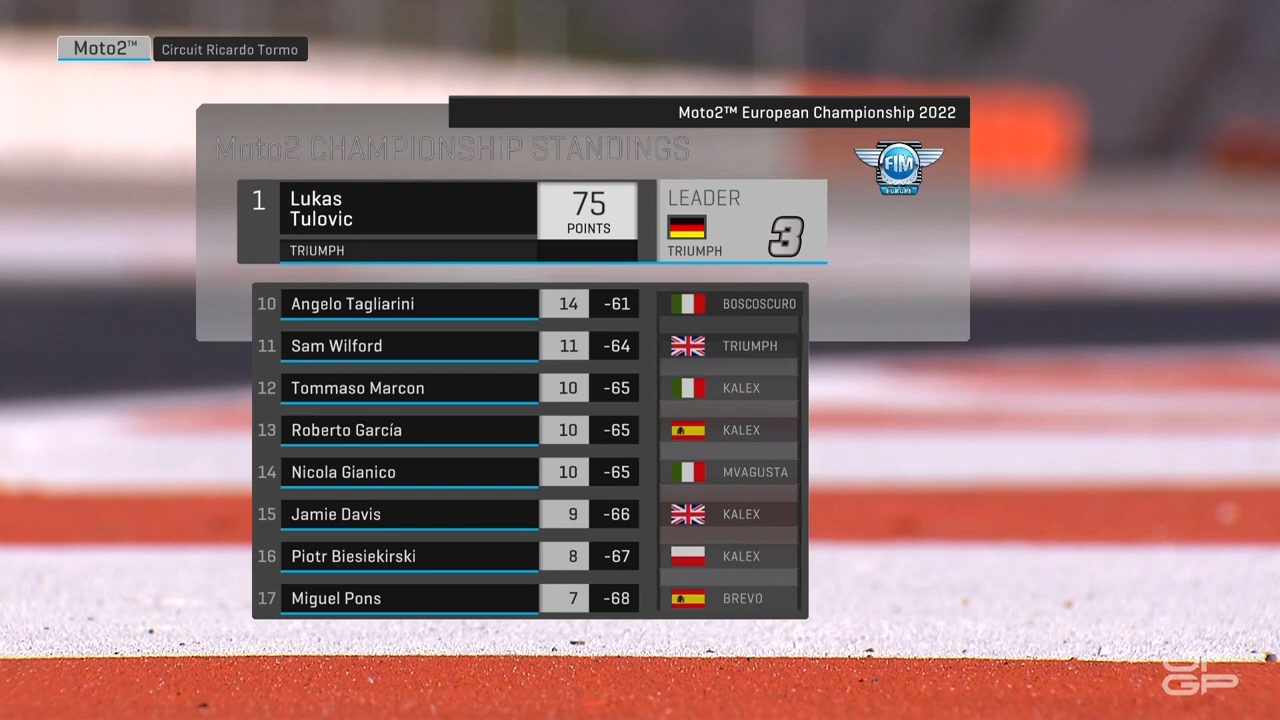 Moto2™ Circuit Ricardo Tormo
Moto2™ European Championship 2022
Moto2 CHAMPIONSHIP STANDINGS
FIM
1 Lukas Tulovic 75 POINTS LEADER
TRIUMPH TRIUMPH 3
10 Angelo Tagliarini 14 -61 BOSCOSCURO
11 Sam Wilford 11 -64 TRIUMPH
12 Tommaso Marcon 10 -65 KALEX
13 Roberto García 10 -65 KALEX
14 Nicola Gianico 10 -65 MVAGUSTA
15 Jamie Davis 9 -66 KALEX
16 Piotr Biesiekirski 8 -67 KALEX
17 Miguel Pons 7 -68 BREVO
GP